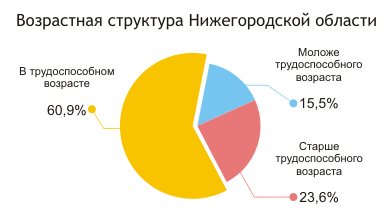 Возрастная структура Нижегородской области
В трудоспособном
возрасте
60,9%
Моложе
трудоспособного
возраста
15,5%
Старше
трудоспособного
возраста
23,6%